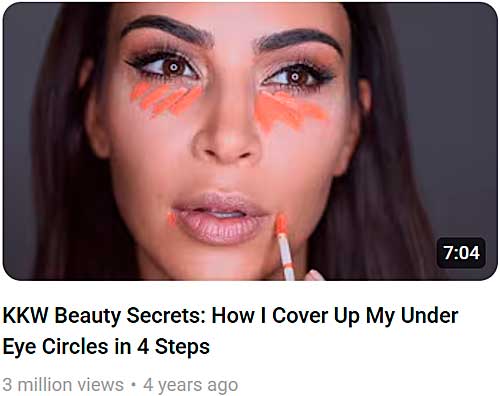 7:04
KKW Beauty Secrets: How I Cover Up My Under
Eye Circles in 4 Steps
3 million views • 4 years ago